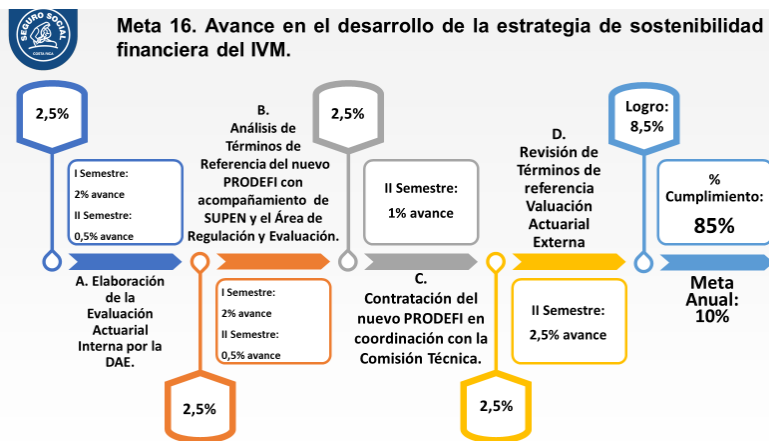 SEGURO SOCIAL
COSTA RICA
Meta 16. Avance en el desarrollo de la estrategia de sostenibilidad
financiera del IVM.
2,5%
I Semestre:
2% avance
II Semestre:
0,5% avance
A. Elaboración
de la
Evaluación
Actuarial
Interna por la
DAE.
B.
Análisis de
Términos de
Referencia del nuevo
PRODEFI con
acompañamiento de
SUPEN y el Área de
Regulación y Evaluación.
I Semestre:
2% avance
II Semestre:
0,5% avance
2,5%
2,5%
II Semestre:
1% avance
C.
Contratación del
nuevo PRODEFI en
coordinación con la
Comisión Técnica.
D.
Revisión de
Términos de
referencia
Valuación
Actuarial
Externa
II Semestre:
2,5% avance
2,5%
Logro:
8,5%
%
Cumplimiento:
85%
Meta
Anual:
10%